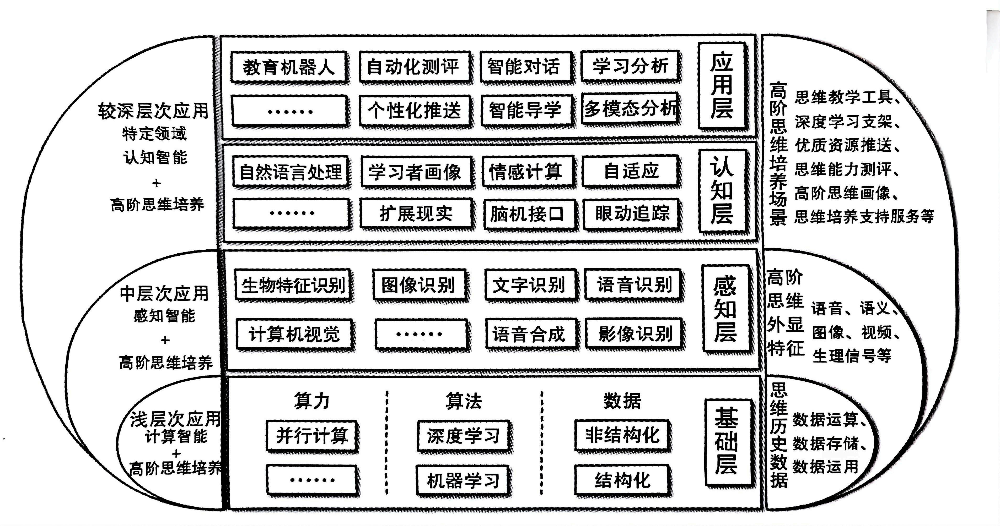 较深层次应用
特定领域
认知智能
+
高阶思维培养
中层次应用
感知智能
+
高阶思维培养
浅层次应用
计算智能
+
高阶思维培养
教育机器人 自动化测评 智能对话 学习分析
…… 个性化推送 智能导学 多模态分析
应用层
自然语言处理 学习者画像 情感计算 自适应
…… 扩展现实 脑机接口 眼动追踪
认知层
生物特征识别 图像识别 文字识别 语音识别
计算机视觉 …… 语音合成 影像识别
感知层
算力 算法 数据
并行计算 深度学习 非结构化
…… 机器学习 结构化
基础层
高阶思维培养场景
思维教学工具、
深度学习支架、
优质资源推送、
思维能力测评、
高阶思维画像、
思维培养支持服务等
高阶
思维
外显
特征
语音、语义、
图像、视频、
生理信号等
思维历史数据
数据运算、
数据存储、
数据运用